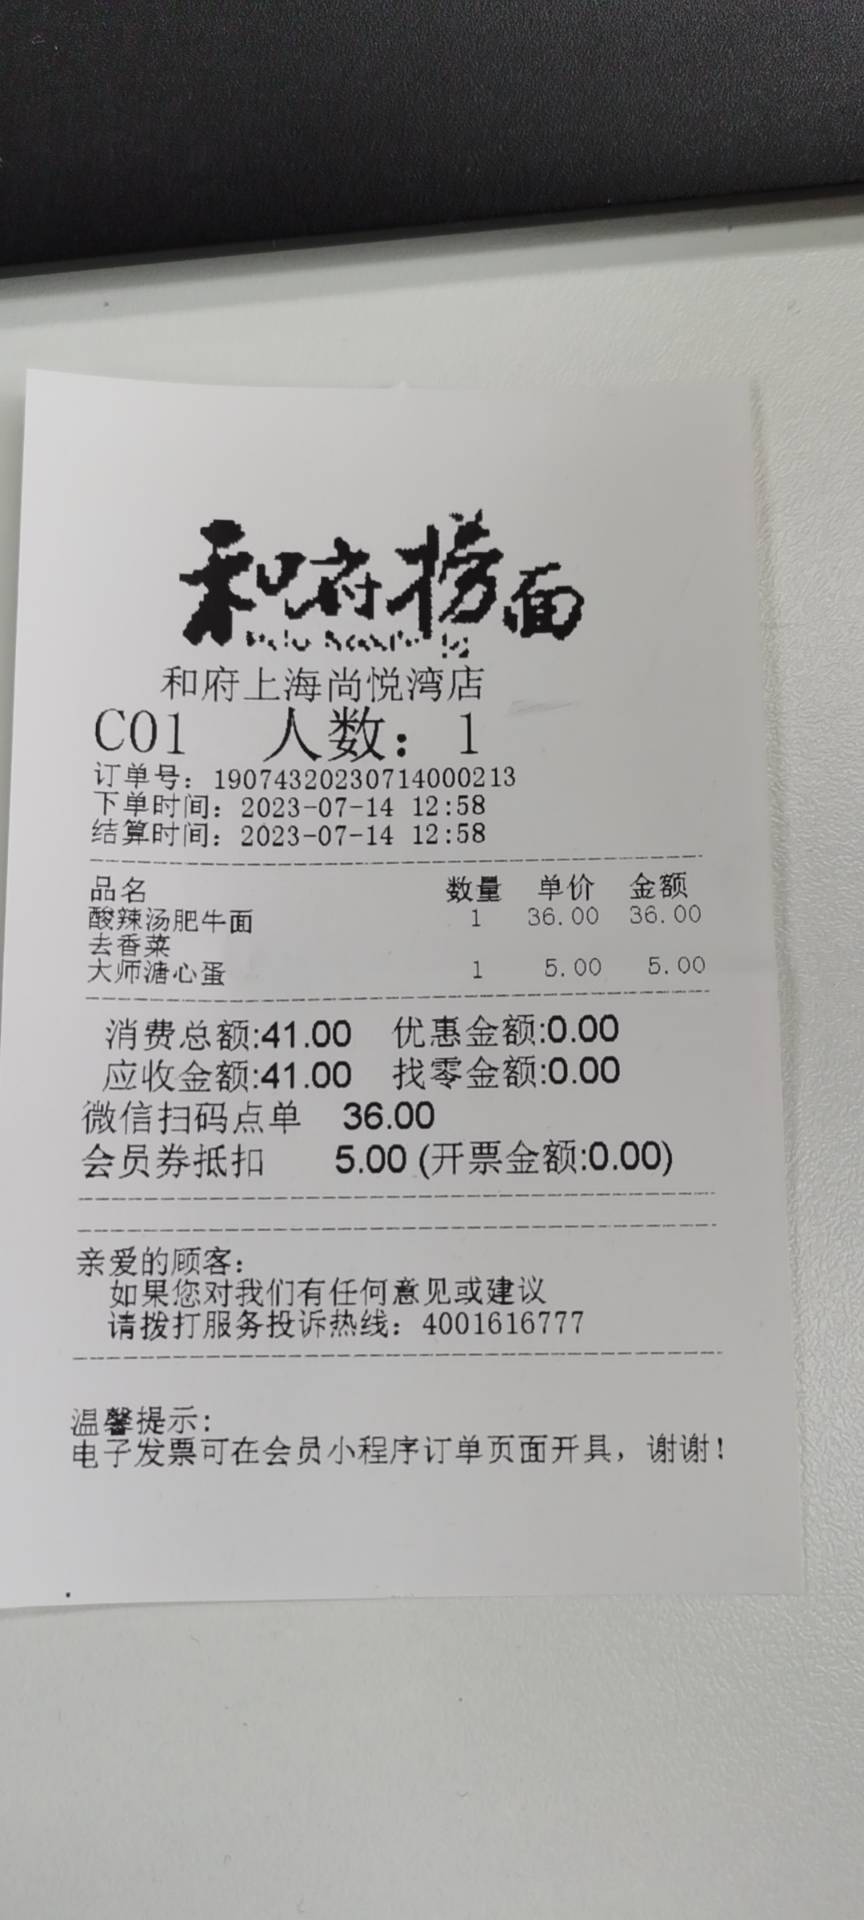 和府捞面
和府上海尚悦湾店
C01 人数：1
订单号：19074320230714000213
下单时间：2023-07-14 12:58
结算时间：2023-07-14 12:58
品名 数量 单价 金额
酸辣汤肥牛面 1 36.00 36.00
去香菜
大师溏心蛋 1 5.00 5.00
消费总额:41.00 优惠金额:0.00
应收金额:41.00 找零金额:0.00
微信扫码点单 36.00
会员券抵扣 5.00 (开票金额:0.00)
亲爱的顾客：
如果您对我们有任何意见或建议
请拨打服务投诉热线：4001616777
温馨提示：
电子发票可在会员小程序订单页面开具，谢谢！